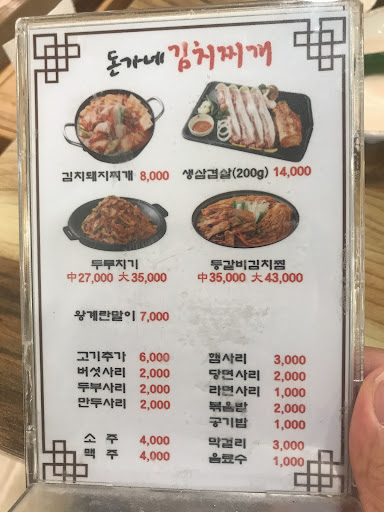 돈가네 김치찌개
김치돼지찌개 8,000 생삼겹살(200g) 14,000
두루치기 등갈비김치찜
中27,000 大35,000 中35,000 大43,000
왕계란말이 7,000
고기추가 6,000 햄사리 3,000
버섯사리 2,000 당면사리 2,000
두부사리 2,000 라면사리 1,000
만두사리 2,000 볶음밥 2,000
공기밥 1,000
소 주 4,000 막걸리 3,000
맥 주 4,000 음료수 1,000